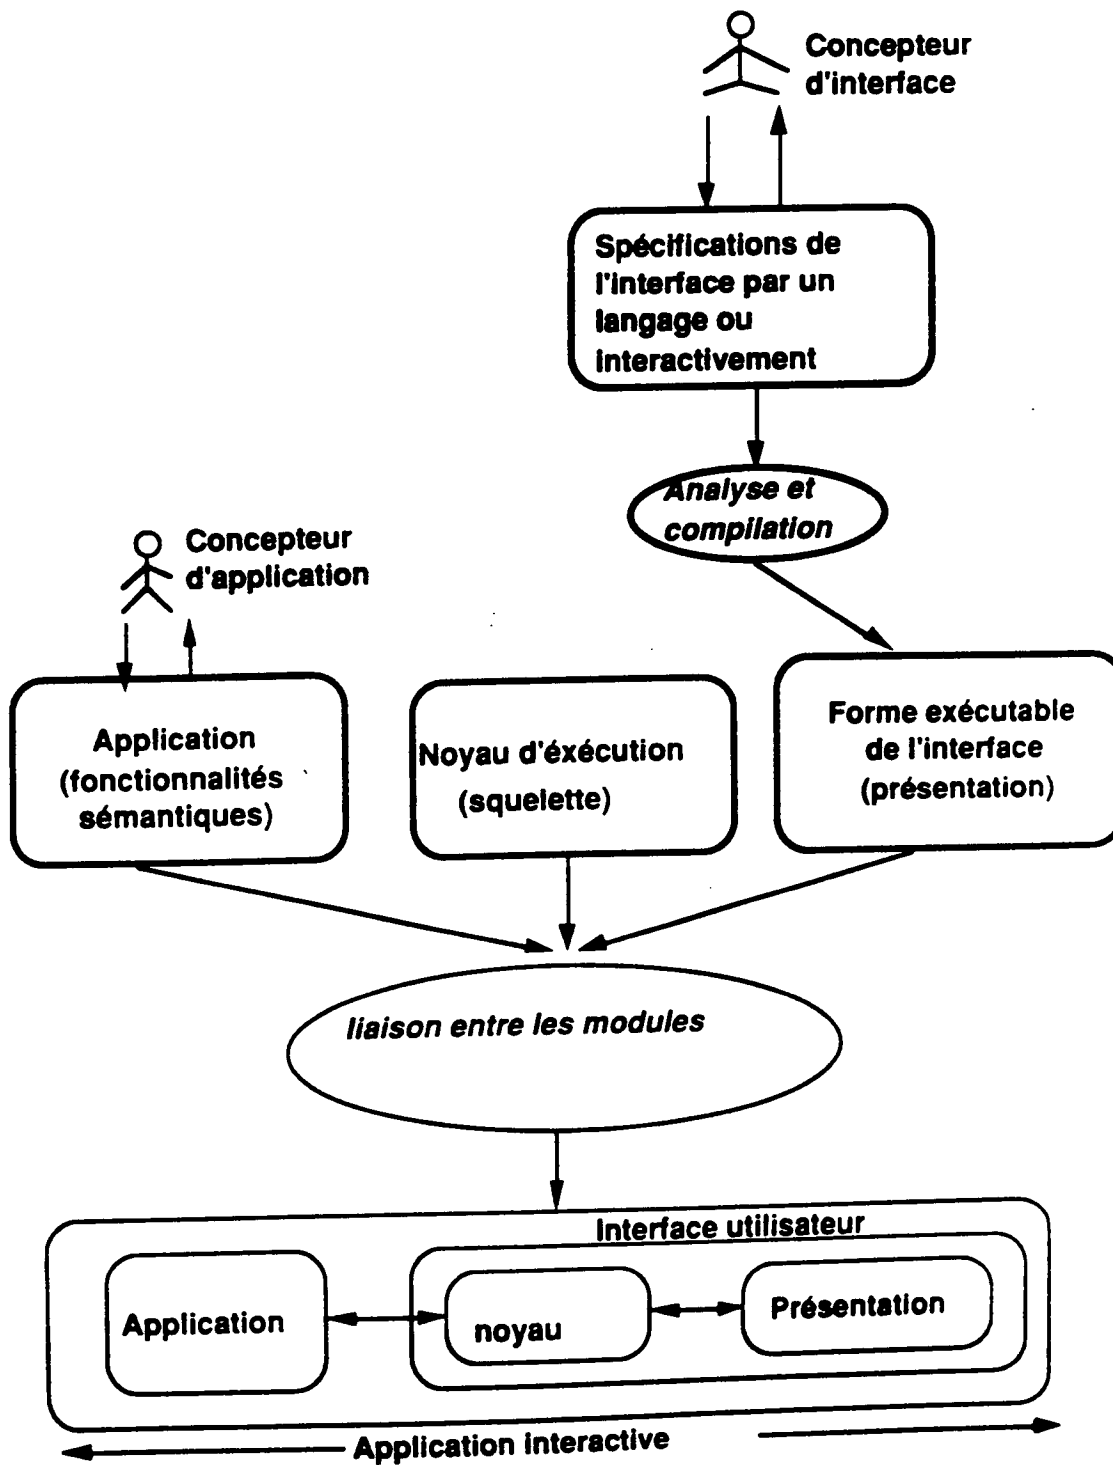 Concepteur
d'interface
Spécifications de
l'interface par un
langage ou
interactivement
Analyse et
compilation
Concepteur
d'application
Application
(fonctionnalités
sémantiques)
Noyau d'éxécution
(squelette)
Forme exécutable
de l'interface
(présentation)
liaison entre les modules
Interface utilisateur
Application
noyau
Présentation
Application interactive